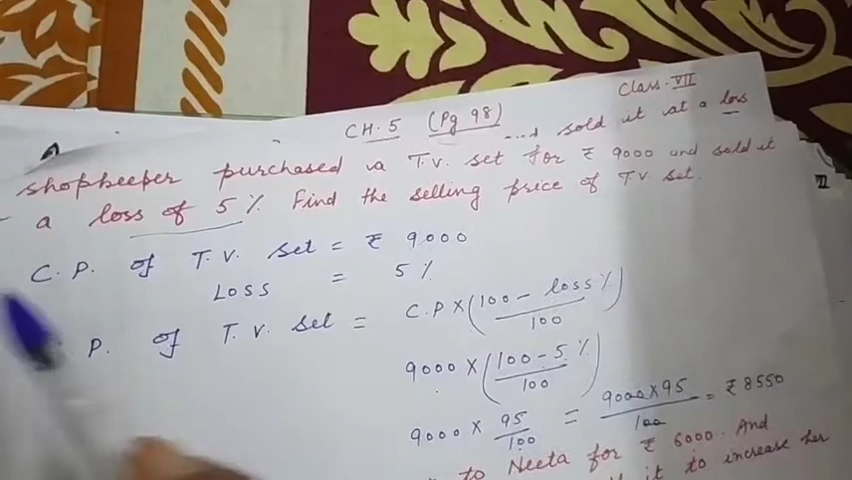 Class - VII
CH. 5 (Pg 98)
and sold it at a loss
shopkeeper purchased a T.V. set for ₹ 9000 and sold it
a loss of 5 % Find the selling price of T.V. set.
C. P. of T. V. set = ₹ 9000
Loss = 5 %
P. of T. V. set = C.P X (100 - loss % / 100)
9000 X (100 - 5 % / 100)
9000 X 95/100 = 9000 X 95 / 100 = ₹ 8550
to Neeta for ₹ 6000. And
it to increase her
VII